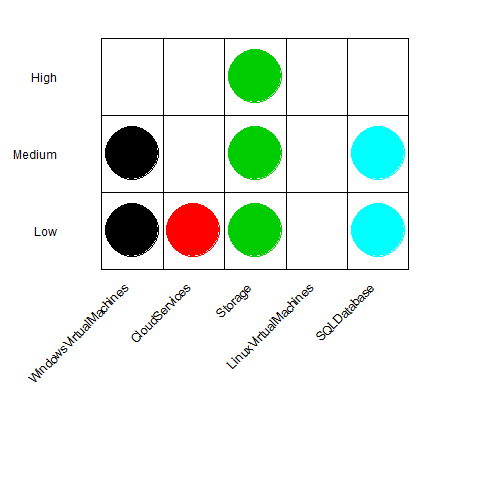 High
Medium
Low
WindowsVirtualMachines
CloudServices
Storage
LinuxVirtualMachines
SQLDatabase